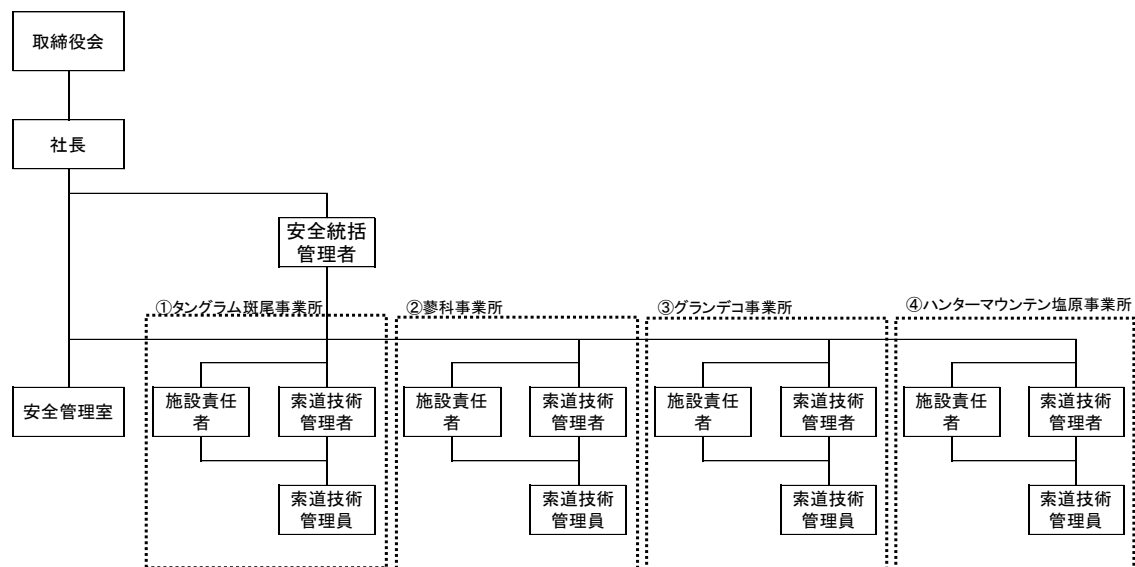 取締役会
社長
安全統括
管理者
①タングラム斑尾事業所
②蓼科事業所
③グランデコ事業所
④ハンターマウンテン塩原事業所
安全管理室
施設責任
者
索道技術
管理者
施設責任
者
索道技術
管理者
施設責任
者
索道技術
管理者
施設責任
者
索道技術
管理者
索道技術
管理員
索道技術
管理員
索道技術
管理員
索道技術
管理員